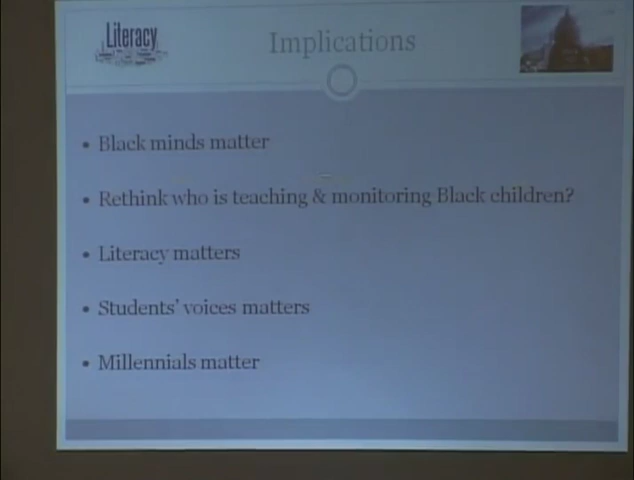 Literacy
Implications
• Black minds matter
• Rethink who is teaching & monitoring Black children?
• Literacy matters
• Students' voices matters
• Millennials matter